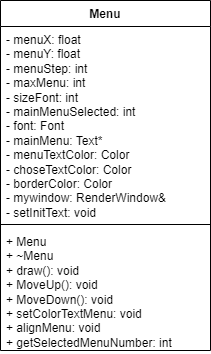 Menu
- menuX: float
- menuY: float
- menuStep: int
- maxMenu: int
- sizeFont: int
- mainMenuSelected: int
- font: Font
- mainMenu: Text*
- menuTextColor: Color
- choseTextColor: Color
- borderColor: Color
- mywindow: RenderWindow&
- setInitText: void
+ Menu
+ ~Menu
+ draw(): void
+ MoveUp(): void
+ MoveDown(): void
+ setColorTextMenu: void
+ alignMenu: void
+ getSelectedMenuNumber: int